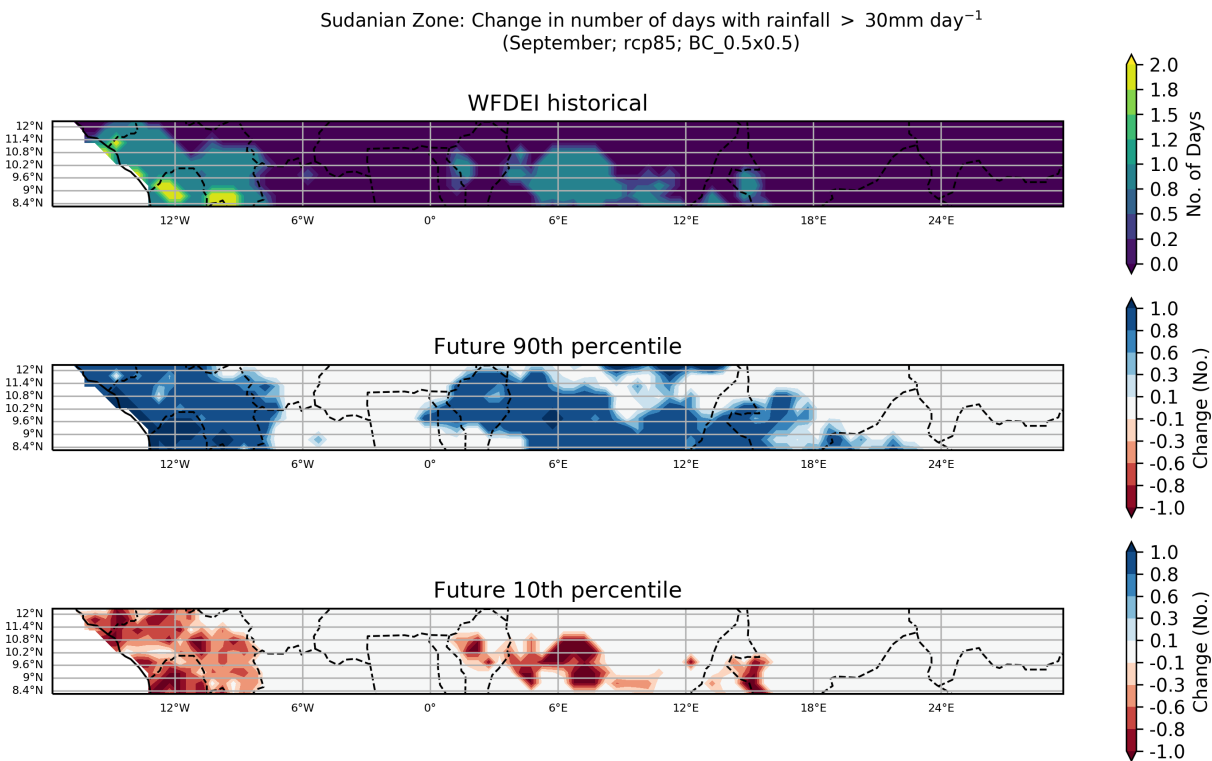 Sudanian Zone: Change in number of days with rainfall > 30mm day⁻¹
(September; rcp85; BC_0.5x0.5)
WFDEI historical
12°N
11.4°N
10.8°N
10.2°N
9.6°N
9°N
8.4°N
12°W 6°W 0° 6°E 12°E 18°E 24°E
2.0
1.8
1.5
1.2
1.0
0.8
0.5
0.2
0.0
No. of Days
Future 90th percentile
12°N
11.4°N
10.8°N
10.2°N
9.6°N
9°N
8.4°N
12°W 6°W 0° 6°E 12°E 18°E 24°E
1.0
0.8
0.6
0.3
0.1
-0.1
-0.3
-0.6
-0.8
-1.0
Change (No.)
Future 10th percentile
12°N
11.4°N
10.8°N
10.2°N
9.6°N
9°N
8.4°N
12°W 6°W 0° 6°E 12°E 18°E 24°E
1.0
0.8
0.6
0.3
0.1
-0.1
-0.3
-0.6
-0.8
-1.0
Change (No.)